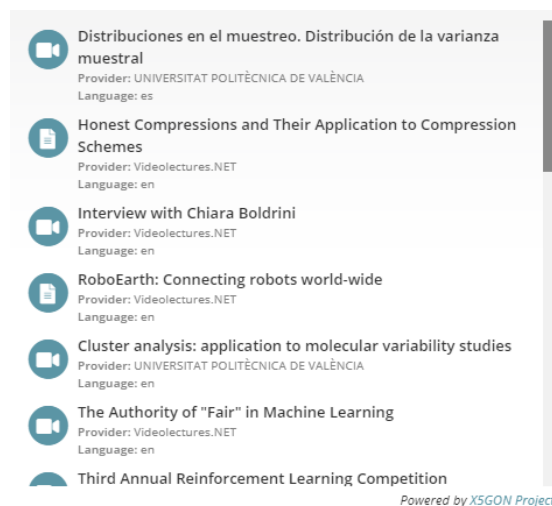 Distribuciones en el muestreo. Distribución de la varianza
muestral
Provider: UNIVERSITAT POLITÈCNICA DE VALÈNCIA
Language: es
Honest Compressions and Their Application to Compression
Schemes
Provider: Videolectures.NET
Language: en
Interview with Chiara Boldrini
Provider: Videolectures.NET
Language: en
RoboEarth: Connecting robots world-wide
Provider: Videolectures.NET
Language: en
Cluster analysis: application to molecular variability studies
Provider: UNIVERSITAT POLITÈCNICA DE VALÈNCIA
Language: en
The Authority of "Fair" in Machine Learning
Provider: Videolectures.NET
Language: en
Third Annual Reinforcement Learning Competition
Powered by X5GON Project